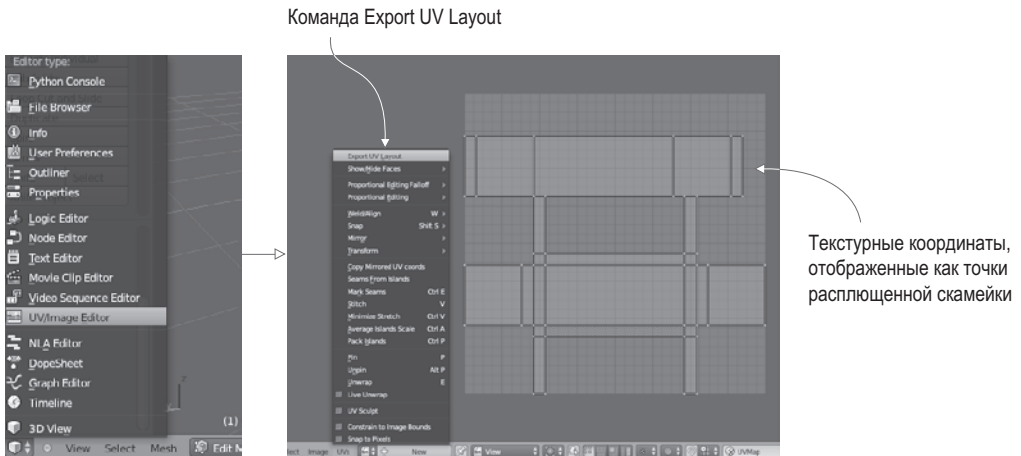 Команда Export UV Layout
Editor type:
Python Console
File Browser
Info
User Preferences
Outliner
Properties
Logic Editor
Node Editor
Text Editor
Movie Clip Editor
Video Sequence Editor
UV/Image Editor
NLA Editor
DopeSheet
Graph Editor
Timeline
3D View
(1)
View Select Mesh Edit M
Export UV Layout
Show/Hide Faces
Proportional Editing Falloff
Proportional Editing
Weld/Align W
Snap Shift S
Mirror
Transform
Copy Mirrored UV coords
Seams From Islands
Mark Seams Ctrl E
Stitch V
Minimize Stretch Ctrl V
Average Islands Scale Ctrl A
Pack Islands Ctrl P
Pin P
Unpin Alt P
Unwrap E
Live Unwrap
UV Sculpt
Constrain to Image Bounds
Snap to Pixels
ect Image UVs New View UVMap
Текстурные координаты,
отображенные как точки
расплющенной скамейки